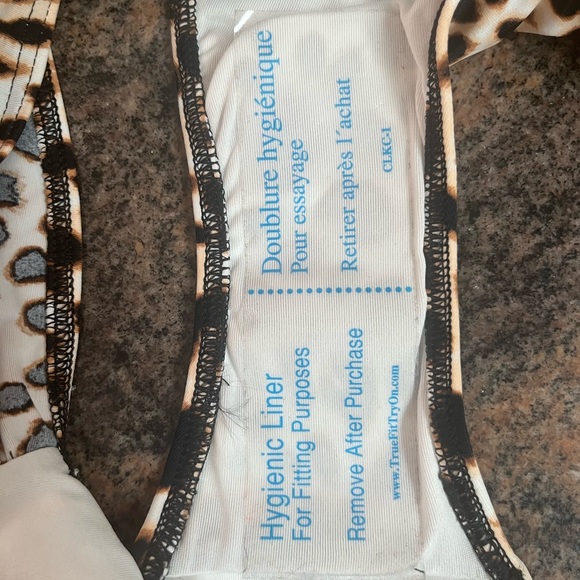 Hygienic Liner
For Fitting Purposes
Remove After Purchase
www.TrueFitTryOn.com
Doublure hygiénique
Pour essayage
Retirer après l´achat
CLKC-1